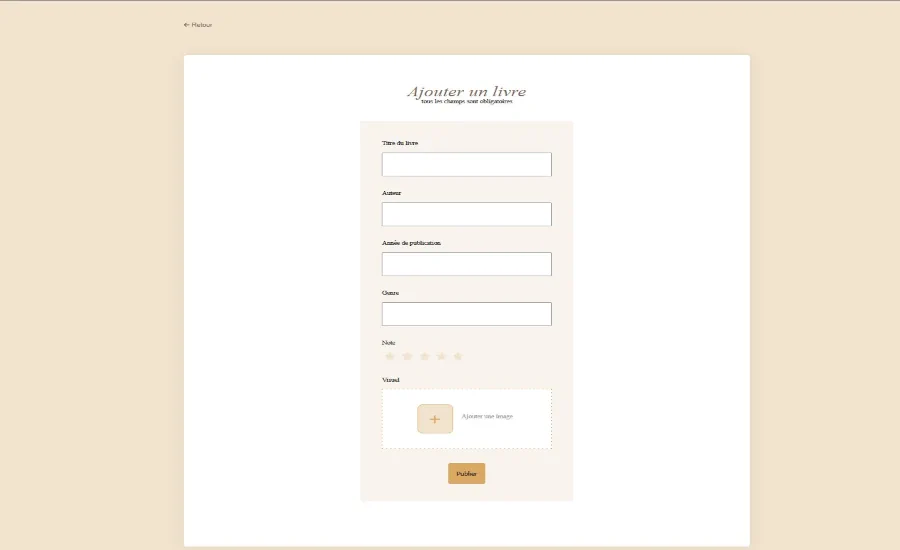 ← Retour
Ajouter un livre
tous les champs sont obligatoires
Titre du livre
Auteur
Année de publication
Genre
Note
Visuel
+ Ajouter une image
Publier